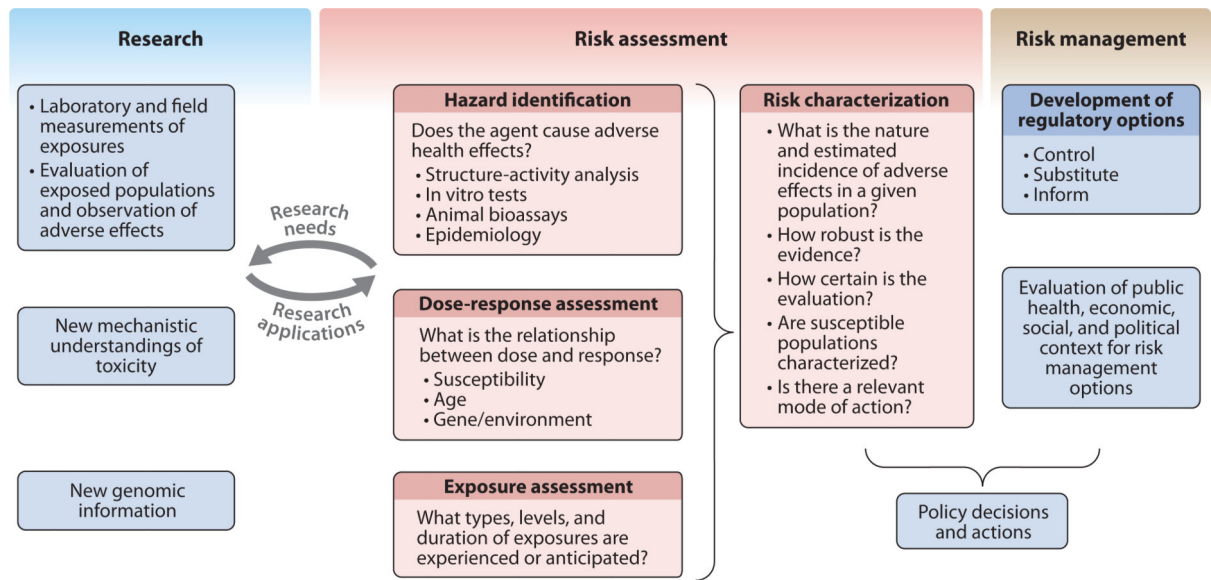 Research
Risk assessment
Risk management
• Laboratory and field
measurements of
exposures
• Evaluation of
exposed populations
and observation of
adverse effects
New mechanistic
understandings of
toxicity
New genomic
information
Research
needs
Research
applications
Hazard identification
Does the agent cause adverse
health effects?
• Structure-activity analysis
• In vitro tests
• Animal bioassays
• Epidemiology
Dose-response assessment
What is the relationship
between dose and response?
• Susceptibility
• Age
• Gene/environment
Exposure assessment
What types, levels, and
duration of exposures are
experienced or anticipated?
Risk characterization
• What is the nature
and estimated
incidence of adverse
effects in a given
population?
• How robust is the
evidence?
• How certain is the
evaluation?
• Are susceptible
populations
characterized?
• Is there a relevant
mode of action?
Development of
regulatory options
• Control
• Substitute
• Inform
Evaluation of public
health, economic,
social, and political
context for risk
management
options
Policy decisions
and actions